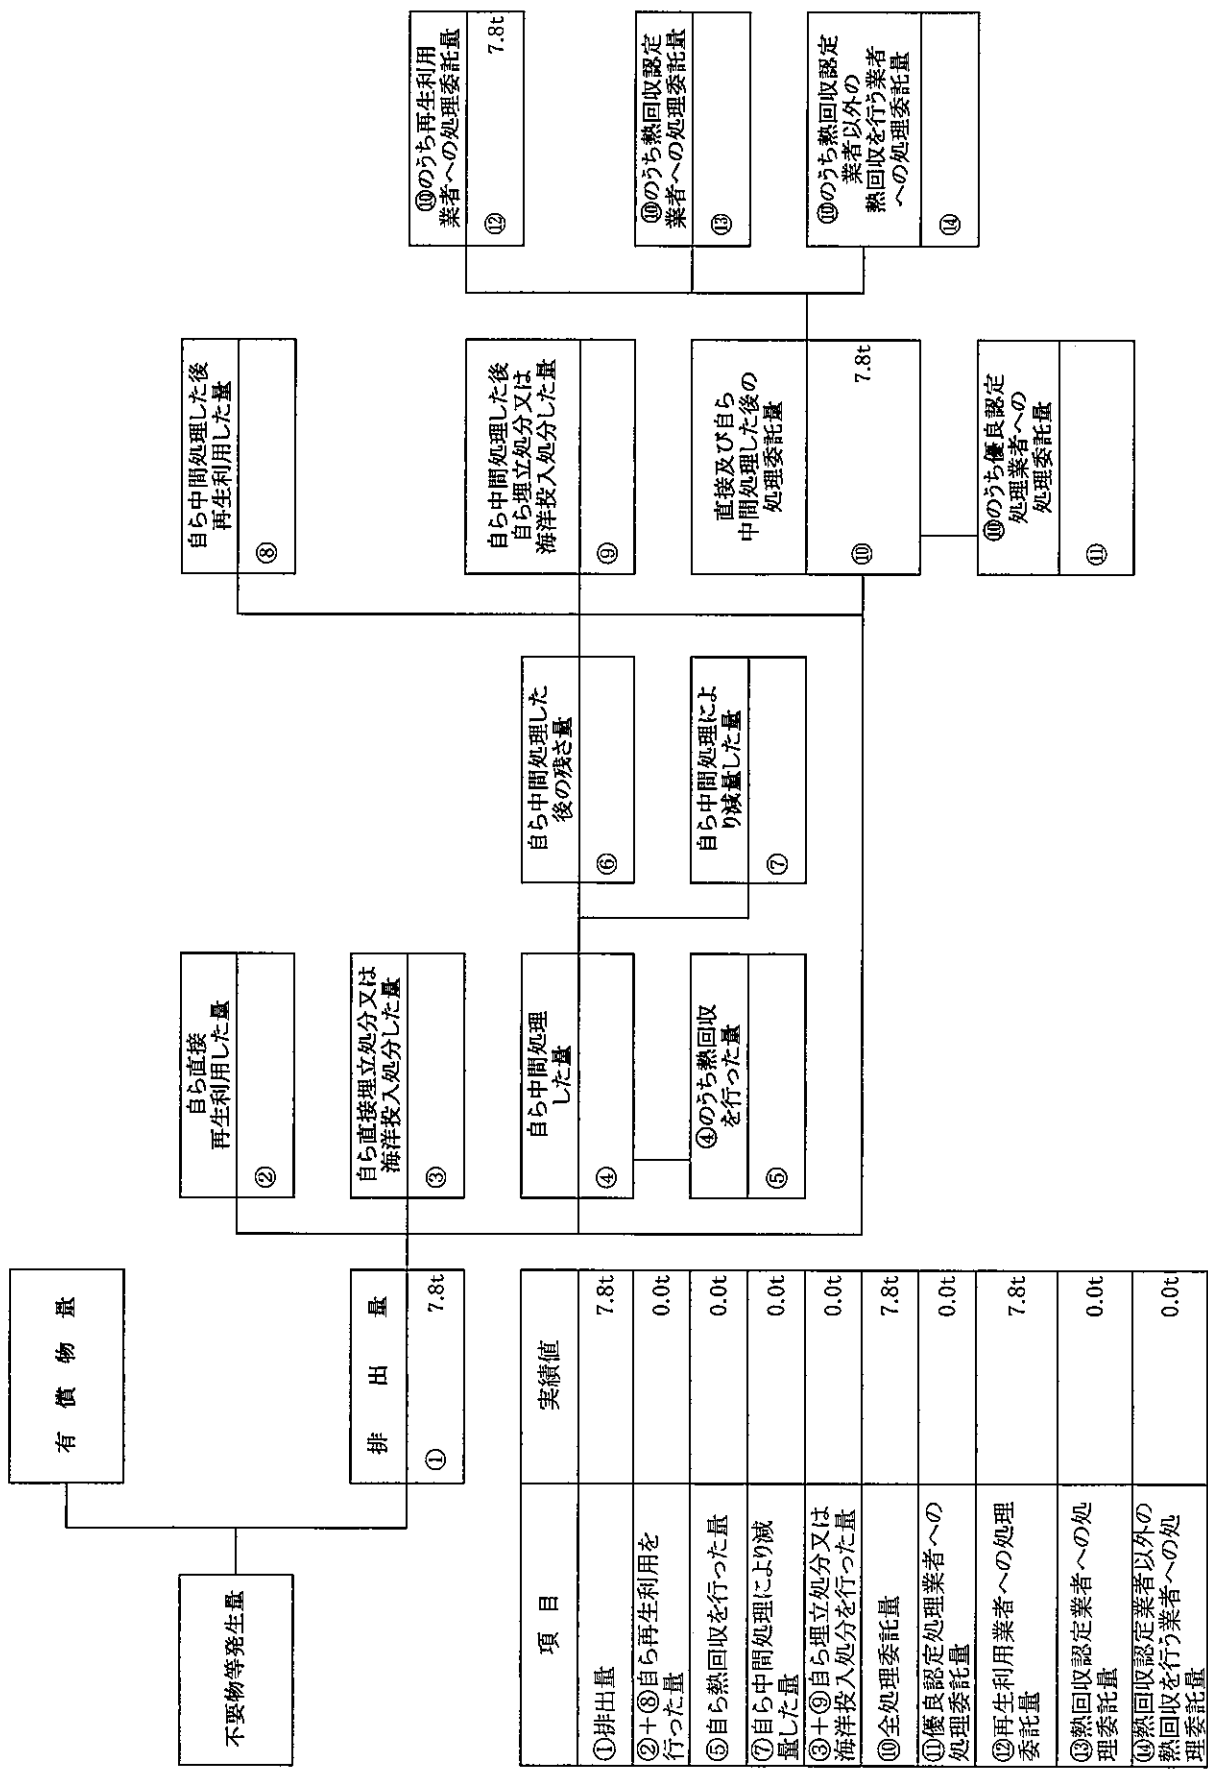 不要物等発生量
有 償 物 量
排 出 量
① 7.8t
自ら直接
再生利用した量
②
自ら直接埋立処分又は
海洋投入処分した量
③
自ら中間処理
した量
④
④のうち熱回収
を行った量
⑤
自ら中間処理した
後の残さ量
⑥
自ら中間処理によ
り減量した量
⑦
自ら中間処理した後
再生利用した量
⑧
自ら中間処理した後
自ら埋立処分又は
海洋投入処分した量
⑨
直接及び自ら
中間処理した後の
処理委託量
⑩ 7.8t
⑩のうち優良認定
処理業者への
処理委託量
⑪
⑩のうち再生利用
業者への処理委託量
⑫ 7.8t
⑩のうち熱回収認定
業者への処理委託量
⑬
⑩のうち熱回収認定
業者以外の
熱回収を行う業者
への処理委託量
⑭
項 目 実績値
①排出量 7.8t
②+⑧自ら再生利用を
行った量 0.0t
⑤自ら熱回収を行った量 0.0t
⑦自ら中間処理により減
量した量 0.0t
③+⑨自ら埋立処分又は
海洋投入処分を行った量 0.0t
⑩全処理委託量 7.8t
⑪優良認定処理業者への
処理委託量 0.0t
⑫再生利用業者への処理
委託量 7.8t
⑬熱回収認定業者への処
理委託量 0.0t
⑭熱回収認定業者以外の
熱回収を行う業者への処
理委託量 0.0t